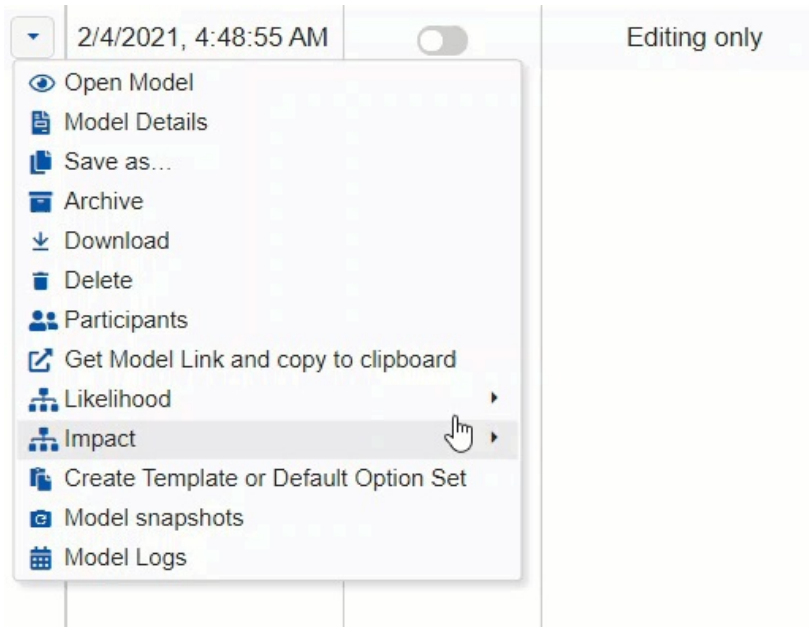 2/4/2021, 4:48:55 AM Editing only
Open Model
Model Details
Save as...
Archive
Download
Delete
Participants
Get Model Link and copy to clipboard
Likelihood
Impact
Create Template or Default Option Set
Model snapshots
Model Logs